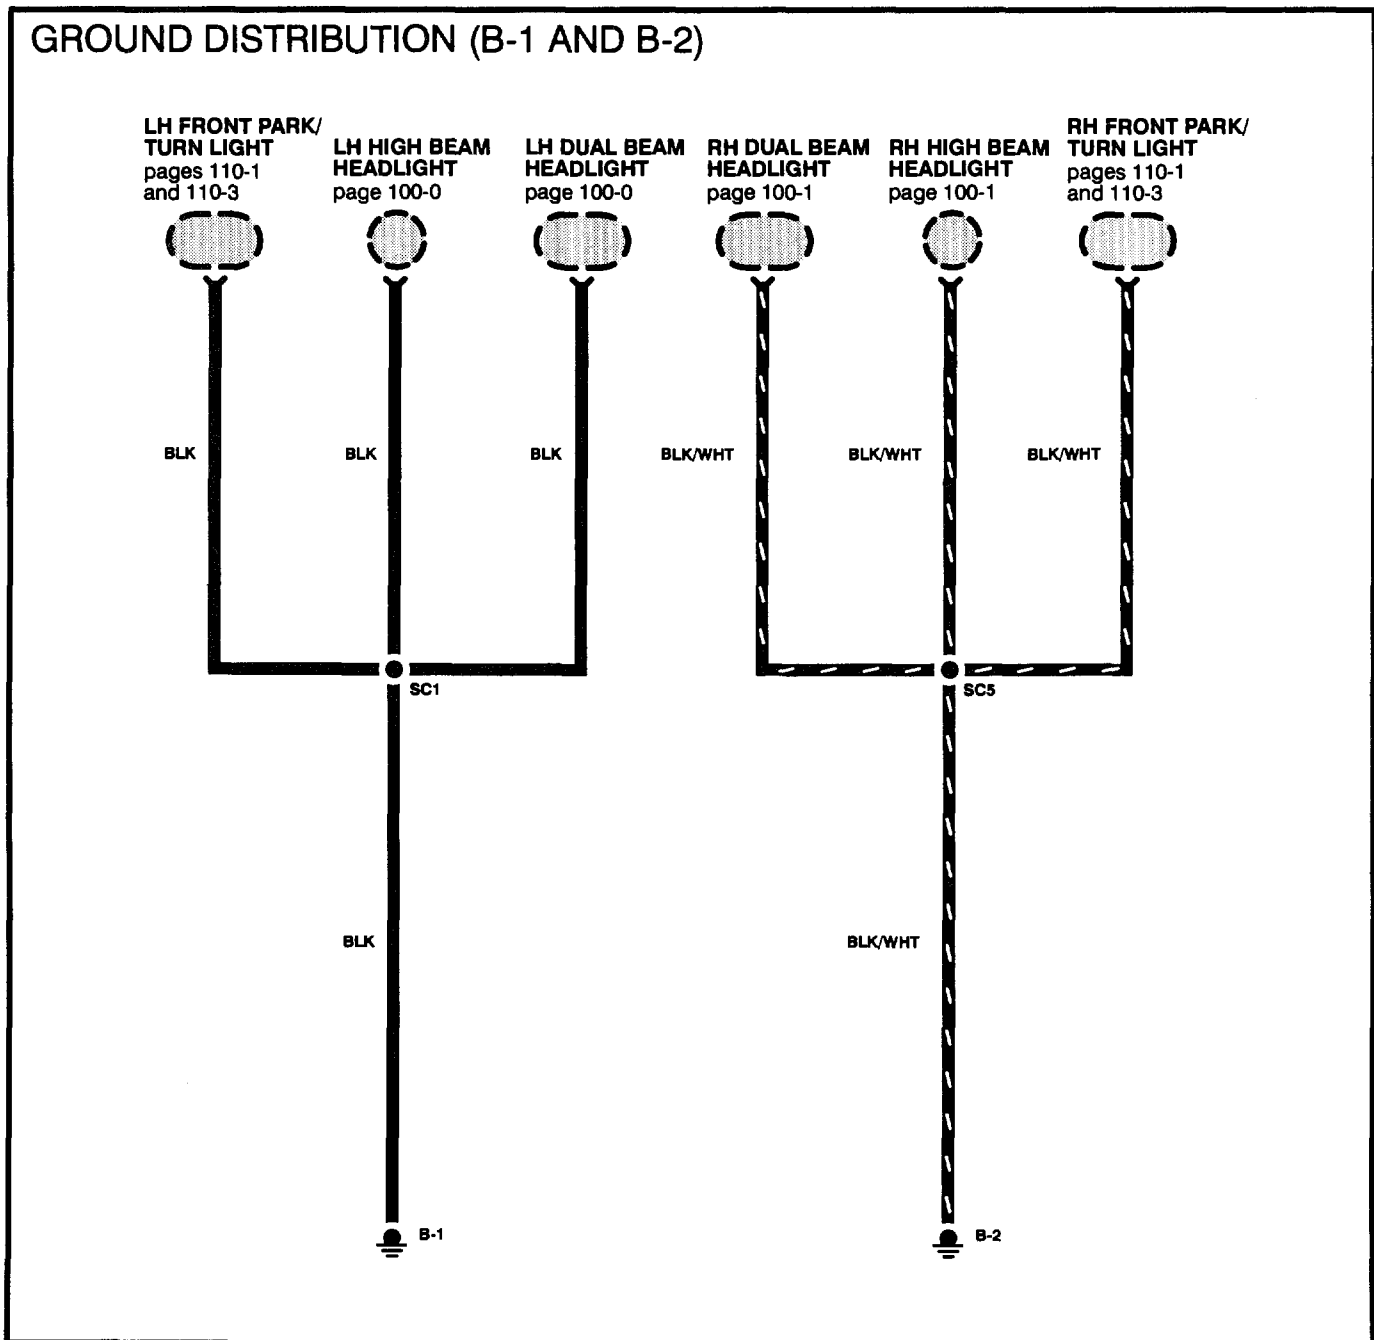 GROUND DISTRIBUTION (B-1 AND B-2)
LH FRONT PARK/
TURN LIGHT
pages 110-1
and 110-3
LH HIGH BEAM
HEADLIGHT
page 100-0
LH DUAL BEAM
HEADLIGHT
page 100-0
RH DUAL BEAM
HEADLIGHT
page 100-1
RH HIGH BEAM
HEADLIGHT
page 100-1
RH FRONT PARK/
TURN LIGHT
pages 110-1
and 110-3
BLK
BLK
BLK
BLK/WHT
BLK/WHT
BLK/WHT
SC1
SC5
BLK
BLK/WHT
B-1
B-2